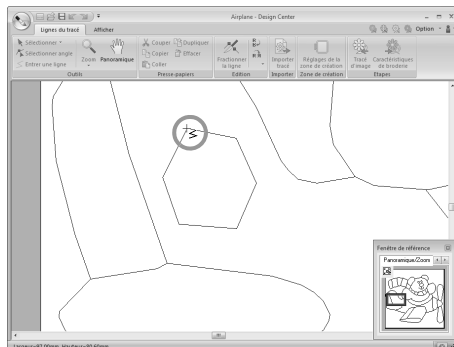 Airplane - Design Center
Lignes du tracé Afficher Option
Sélectionner
Sélectionner angle
Entrer une ligne
Zoom Panoramique
Couper Dupliquer
Copier Effacer
Coller
Fractionner la ligne
Importer tracé
Réglages de la zone de création
Tracé d'image
Caractéristiques de broderie
Outils Presse-papiers Edition Importer Zone de création Etapes
Fenêtre de référence
Panoramique/Zoom